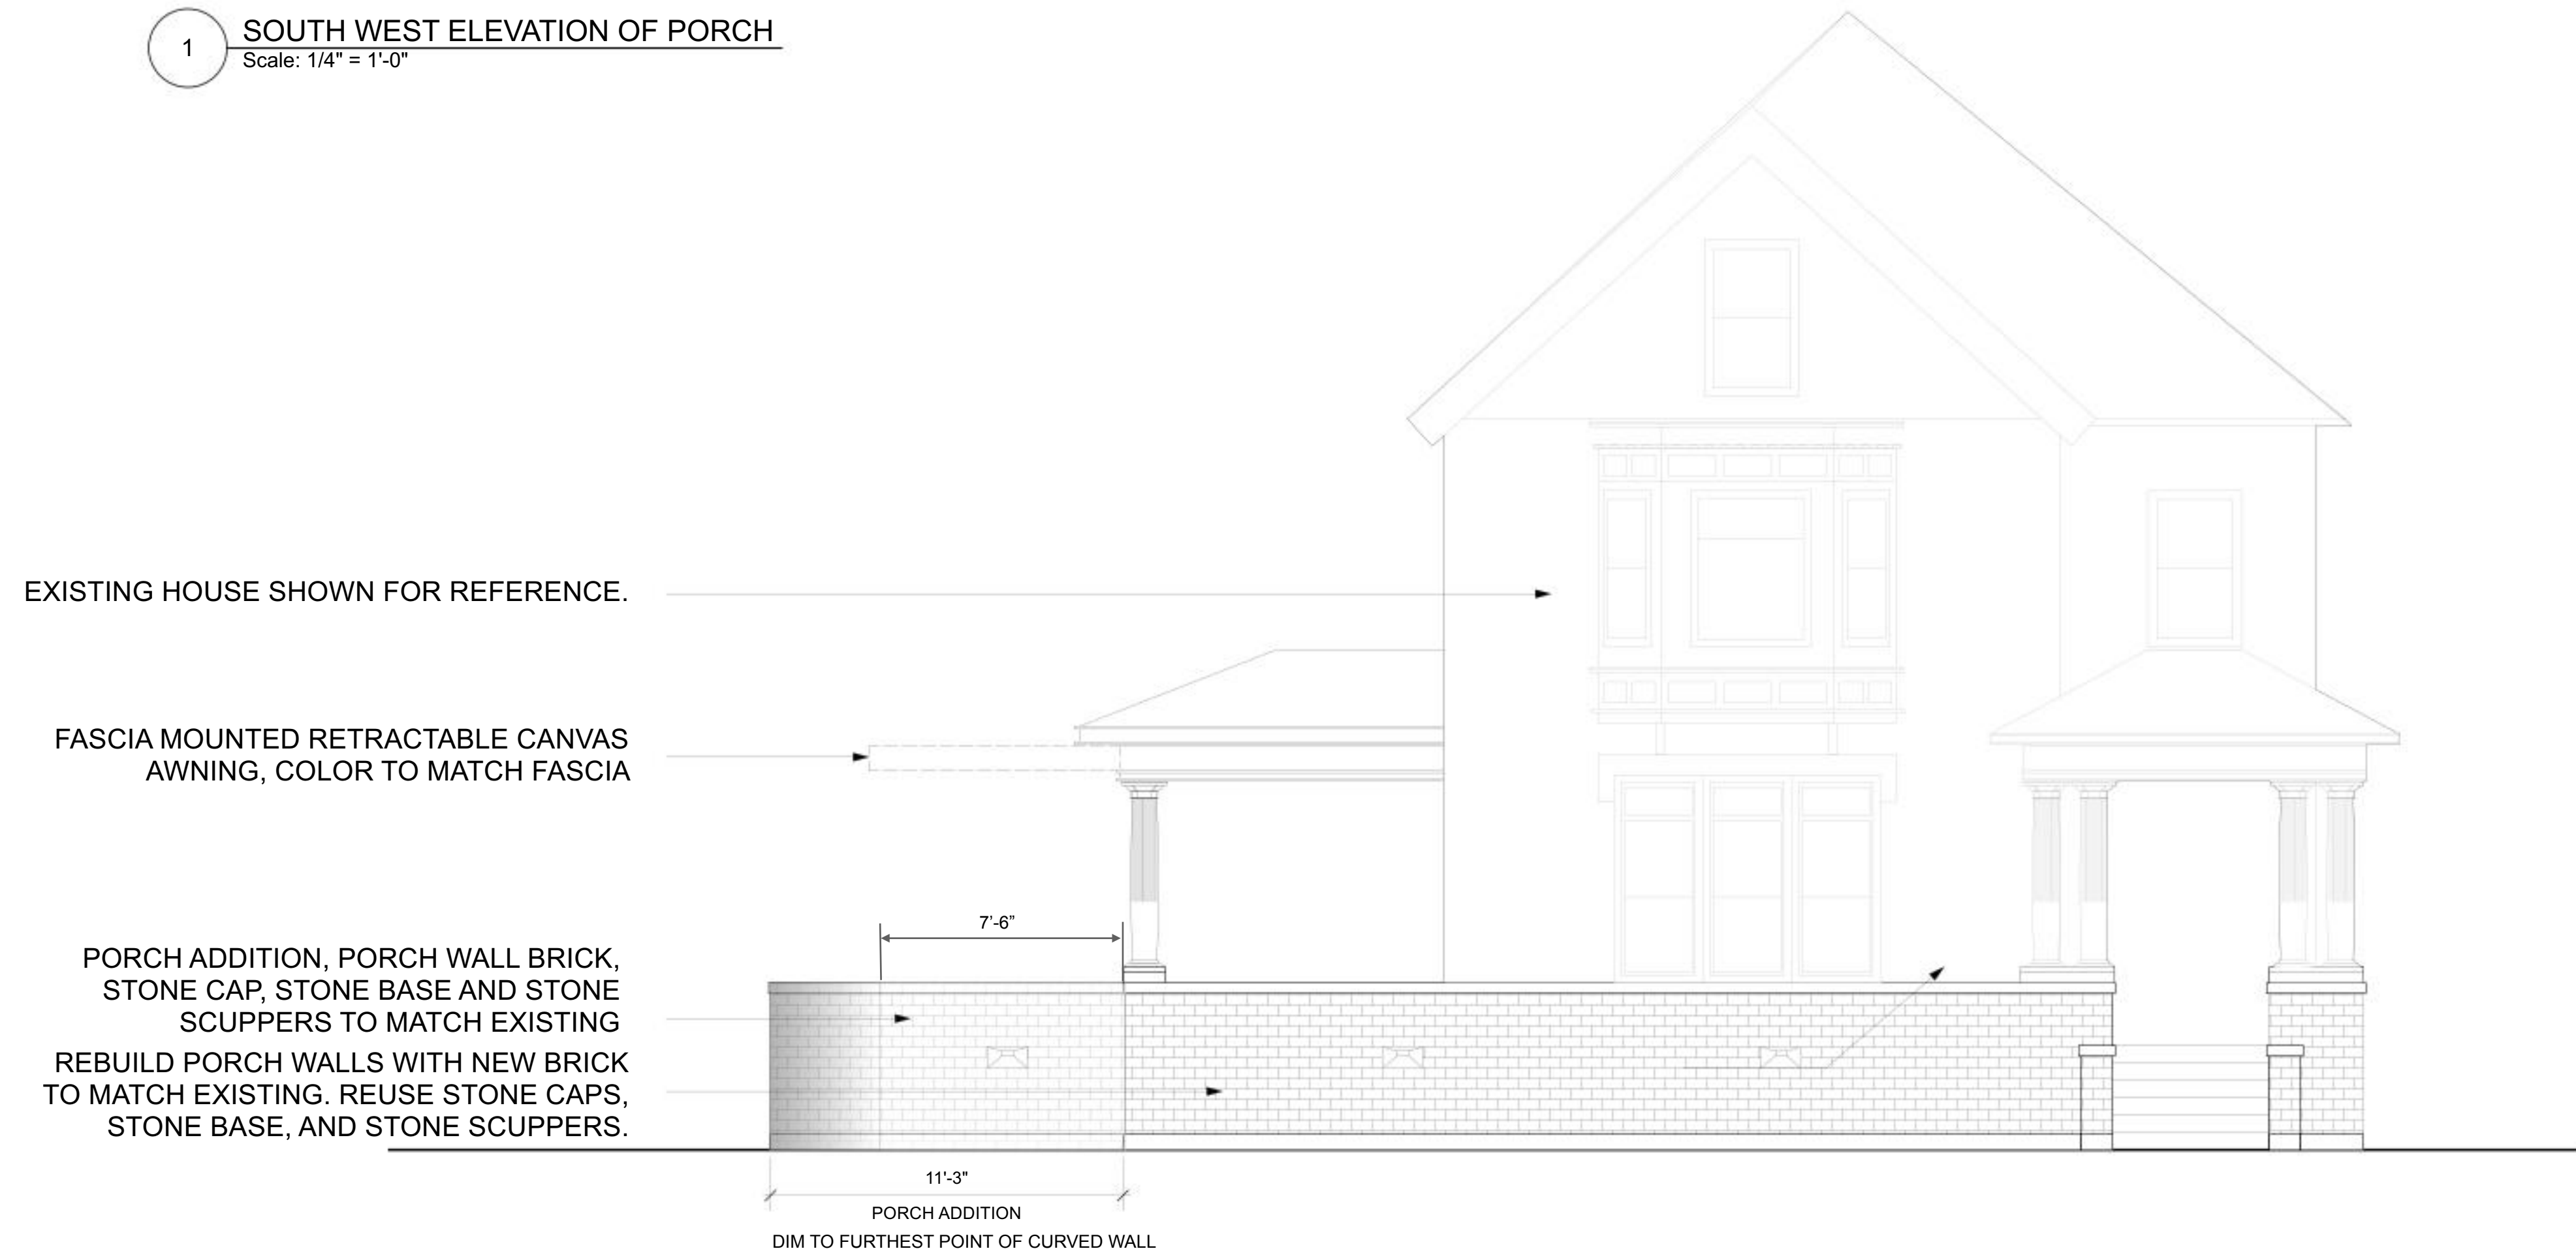 1
SOUTH WEST ELEVATION OF PORCH
Scale: 1/4" = 1'-0"
EXISTING HOUSE SHOWN FOR REFERENCE.
FASCIA MOUNTED RETRACTABLE CANVAS
AWNING, COLOR TO MATCH FASCIA
7’-6”
PORCH ADDITION, PORCH WALL BRICK,
STONE CAP, STONE BASE AND STONE
SCUPPERS TO MATCH EXISTING
REBUILD PORCH WALLS WITH NEW BRICK
TO MATCH EXISTING. REUSE STONE CAPS,
STONE BASE, AND STONE SCUPPERS.
11'-3"
PORCH ADDITION
DIM TO FURTHEST POINT OF CURVED WALL